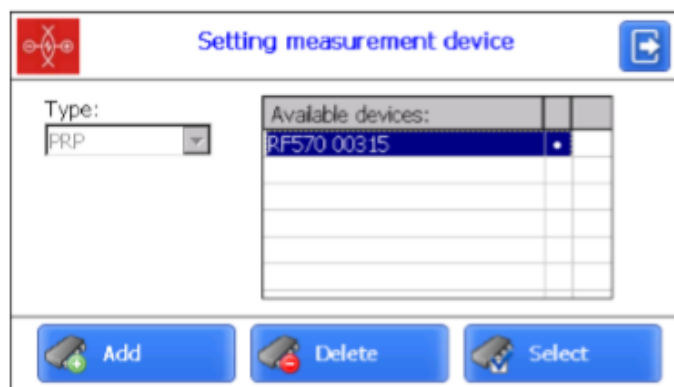 Setting measurement device
Type:
PRP
Available devices:
RF570 00315
Add
Delete
Select